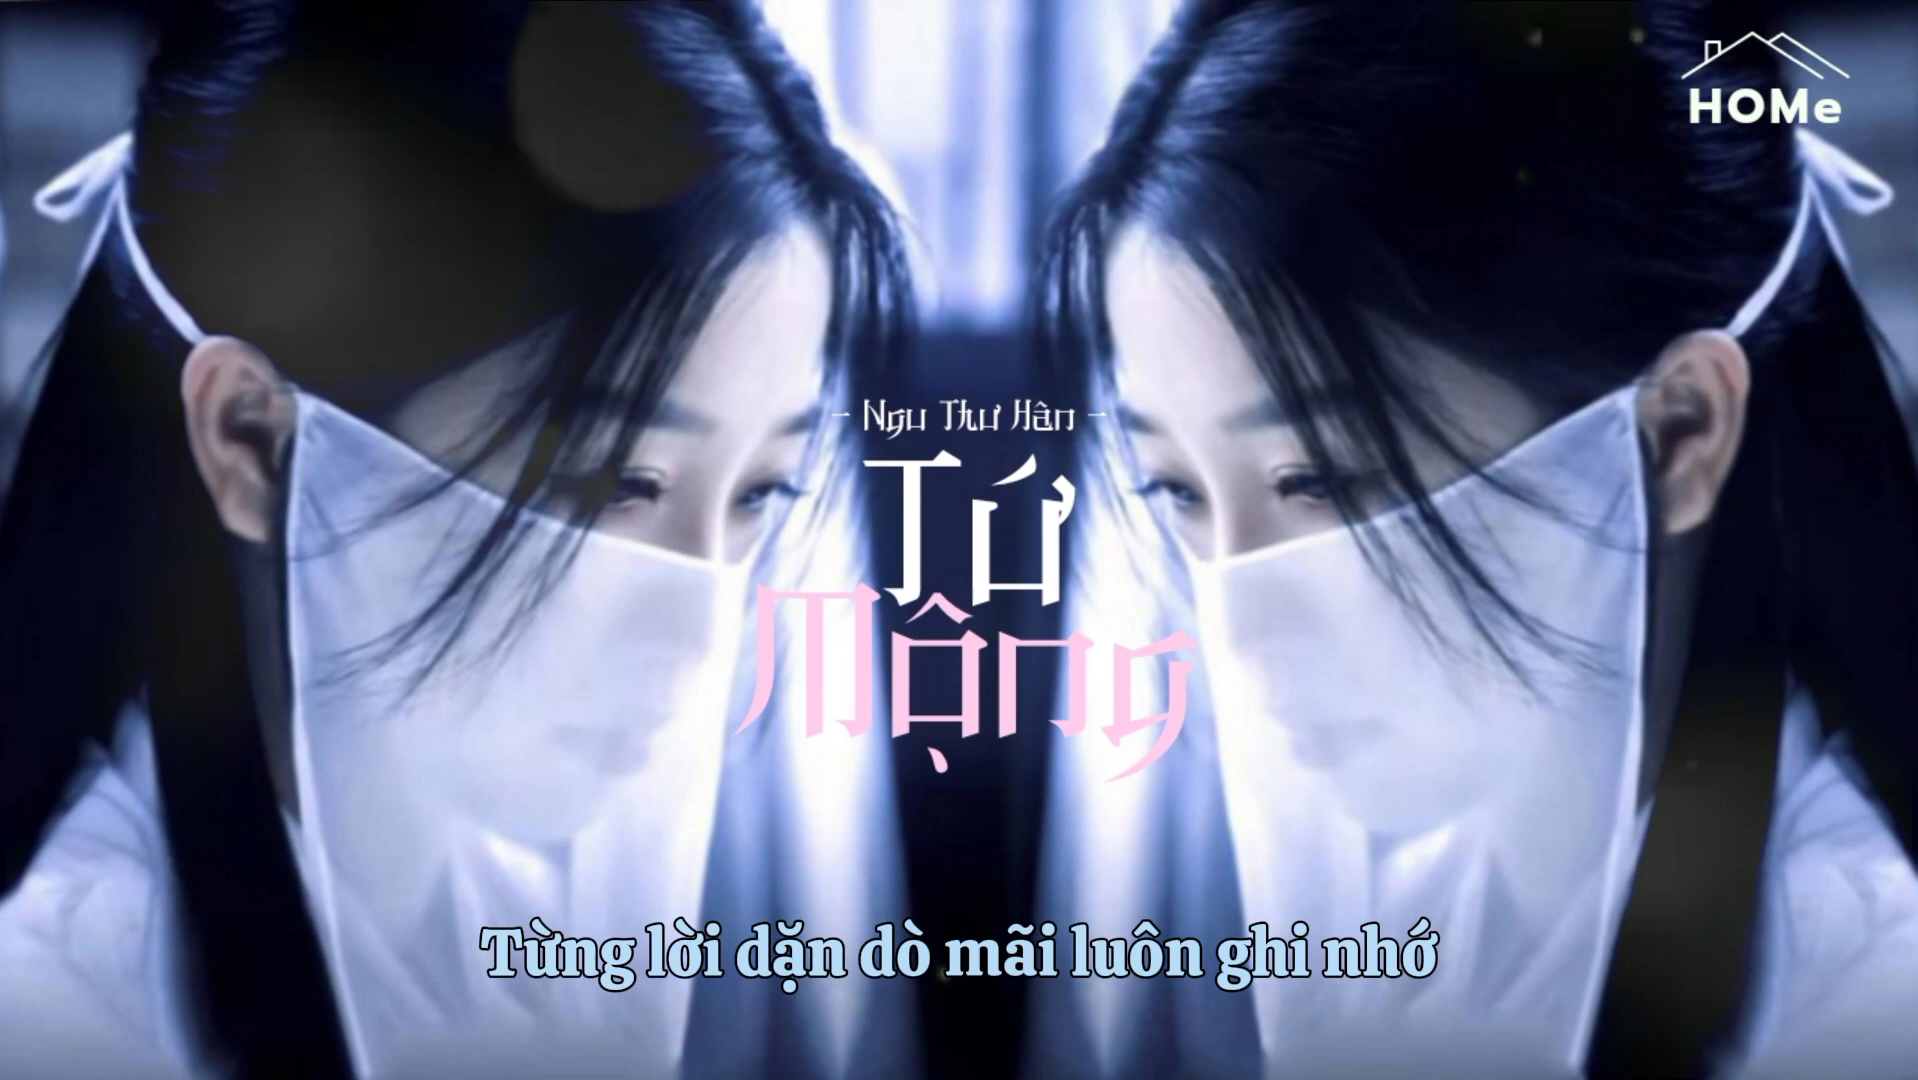 HOMe
- Ngu Thư Hân -
Tứ
Mộng
Từng lời dặn dò mãi luôn ghi nhớ